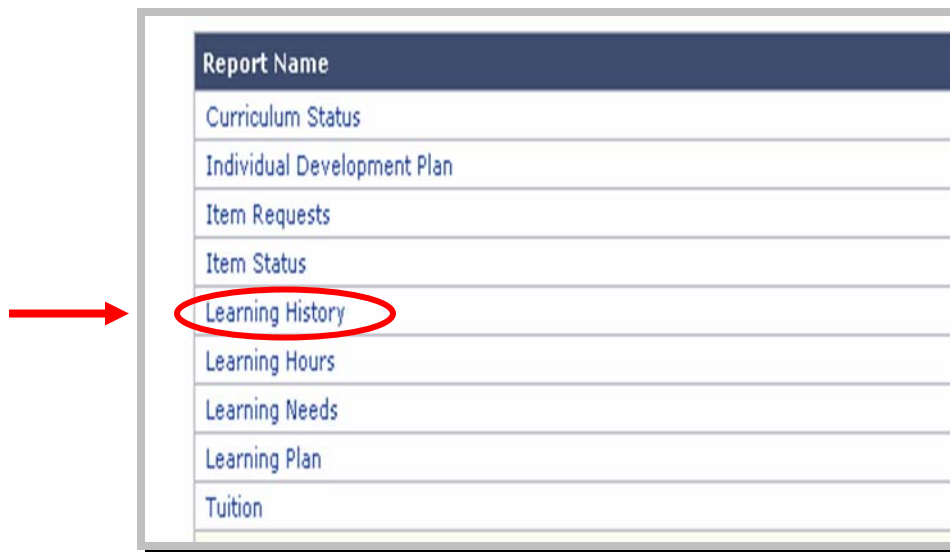 Report Name
Curriculum Status
Individual Development Plan
Item Requests
Item Status
Learning History
Learning Hours
Learning Needs
Learning Plan
Tuition